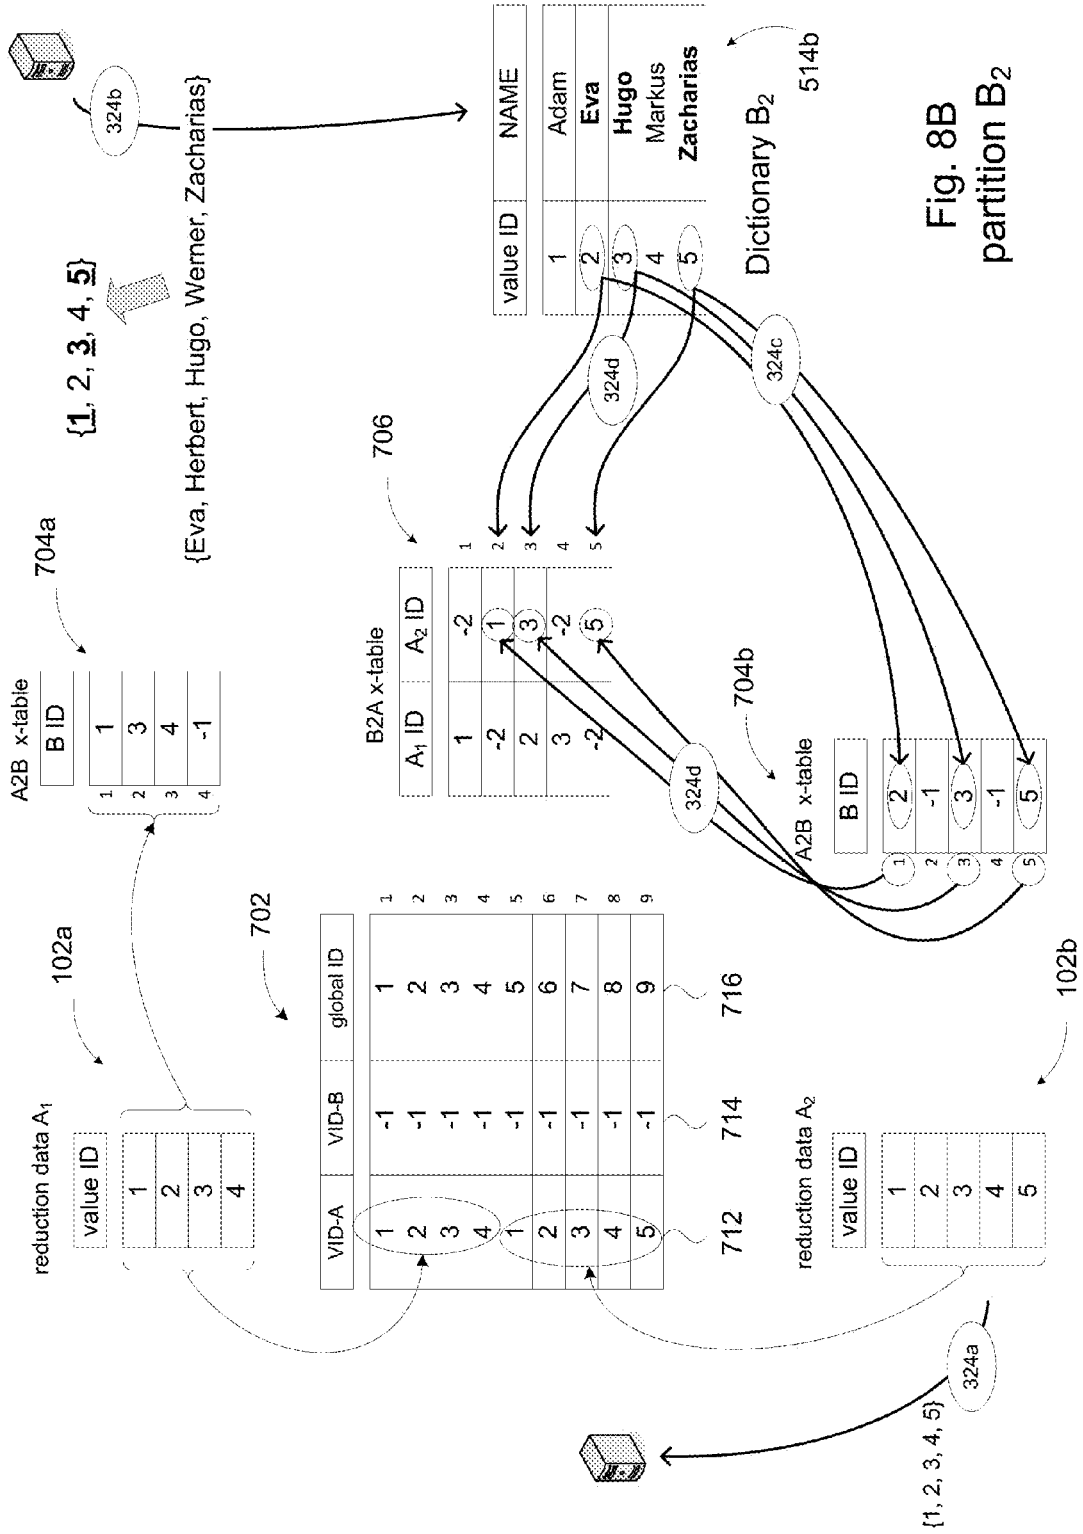 reduction data A1
value ID
1
2
3
4
102a
A2B x-table
B ID
1 1
2 3
3 4
4 -1
704a
{1, 2, 3, 4, 5}
{Eva, Herbert, Hugo, Werner, Zacharias}
324b
702
VID-A VID-B global ID
1 -1 1 1
2 -1 2 2
3 -1 3 3
4 -1 4 4
1 -1 5 5
2 -1 6 6
3 -1 7 7
4 -1 8 8
5 -1 9 9
712 714 716
B2A x-table
706
A1 ID A2 ID
1 -2 1
-2 1 2
2 3 3
3 -2 4
-2 5 5
324d
value ID NAME
1 Adam
2 Eva
3 Hugo
4 Markus
5 Zacharias
Dictionary B2
514b
324d
324c
reduction data A2
value ID
1
2
3
4
5
102b
324a
{1, 2, 3, 4, 5}
A2B x-table
704b
B ID
1 2
2 -1
3 3
4 -1
5 5
Fig. 8B
partition B2